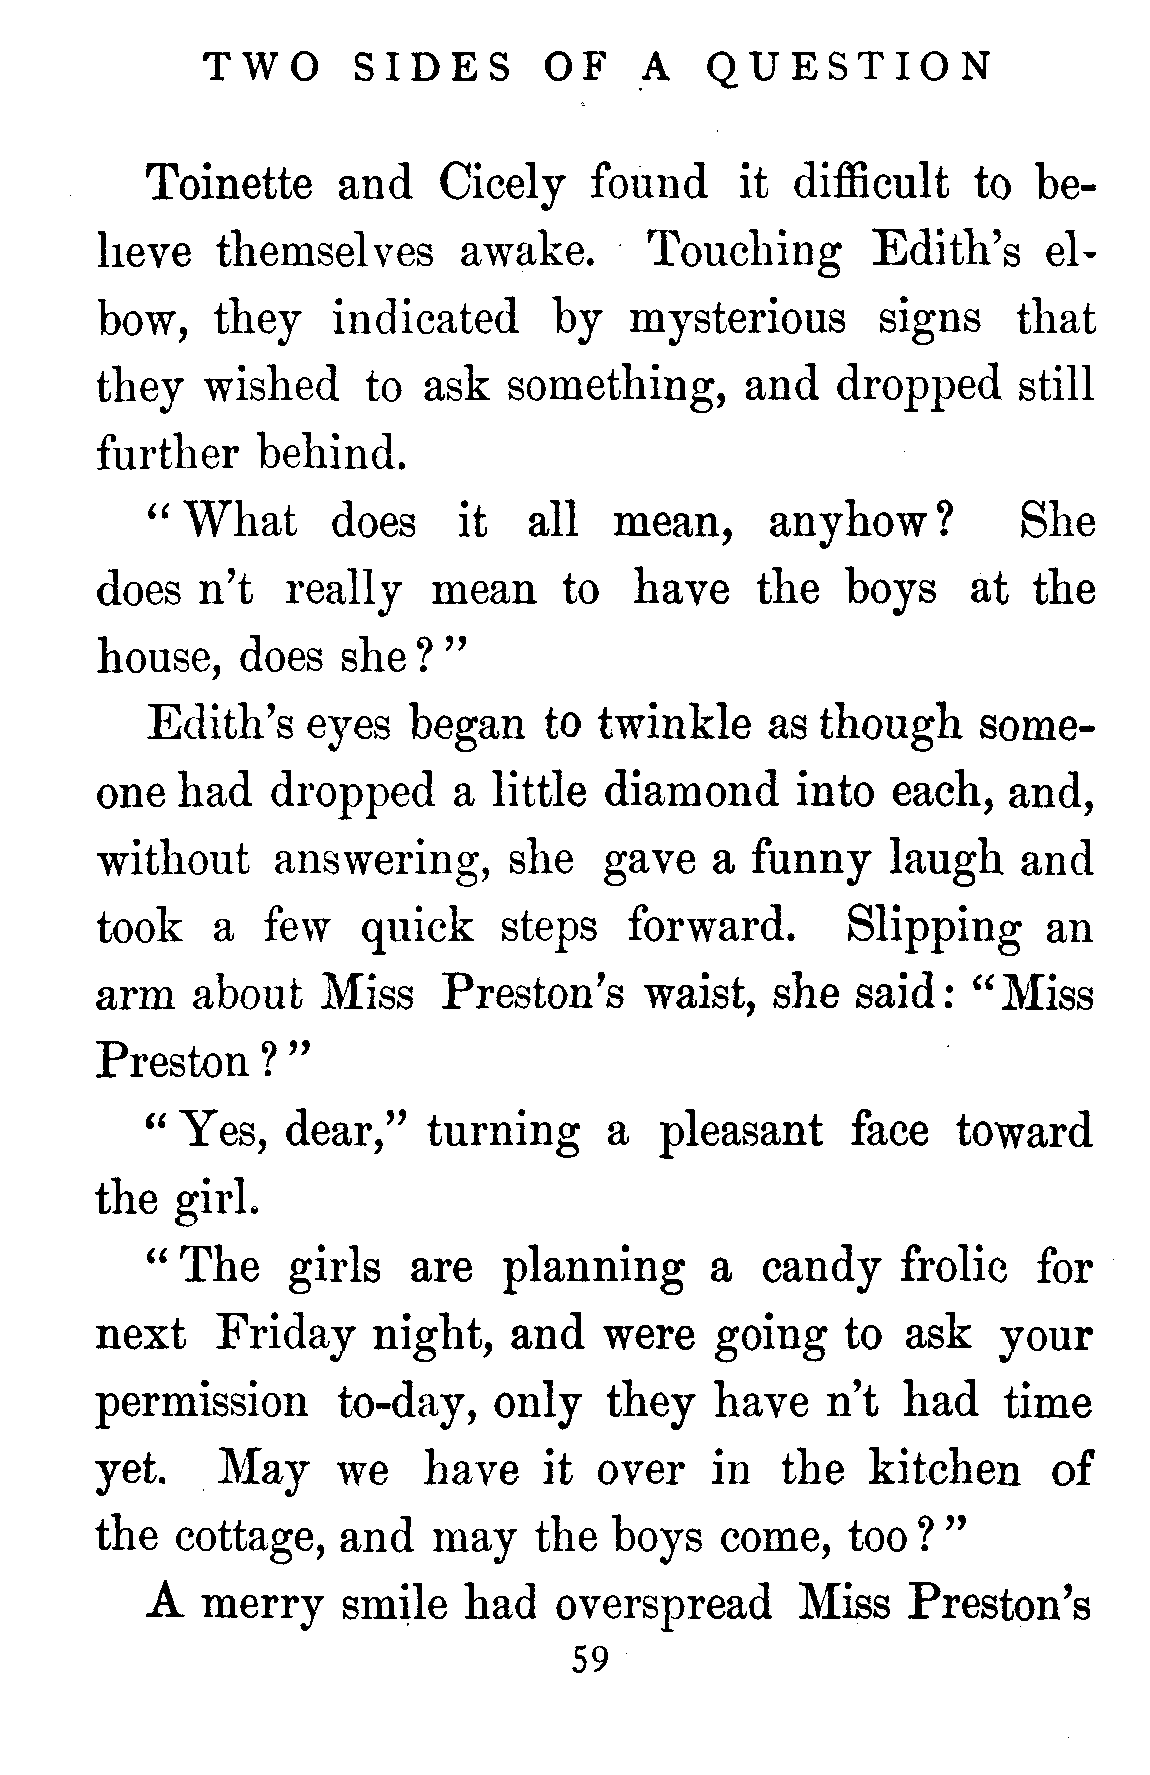 TWO SIDES OF A QUESTION
Toinette and Cicely found it difficult to be-
lieve themselves awake. Touching Edith's el-
bow, they indicated by mysterious signs that
they wished to ask something, and dropped still
further behind.
“ What does it all mean, anyhow? She
does n't really mean to have the boys at the
house, does she? ”
Edith's eyes began to twinkle as though some-
one had dropped a little diamond into each, and,
without answering, she gave a funny laugh and
took a few quick steps forward. Slipping an
arm about Miss Preston's waist, she said: “Miss
Preston? ”
“ Yes, dear,” turning a pleasant face toward
the girl.
“ The girls are planning a candy frolic for
next Friday night, and were going to ask your
permission to-day, only they have n't had time
yet. May we have it over in the kitchen of
the cottage, and may the boys come, too? ”
A merry smile had overspread Miss Preston's
59